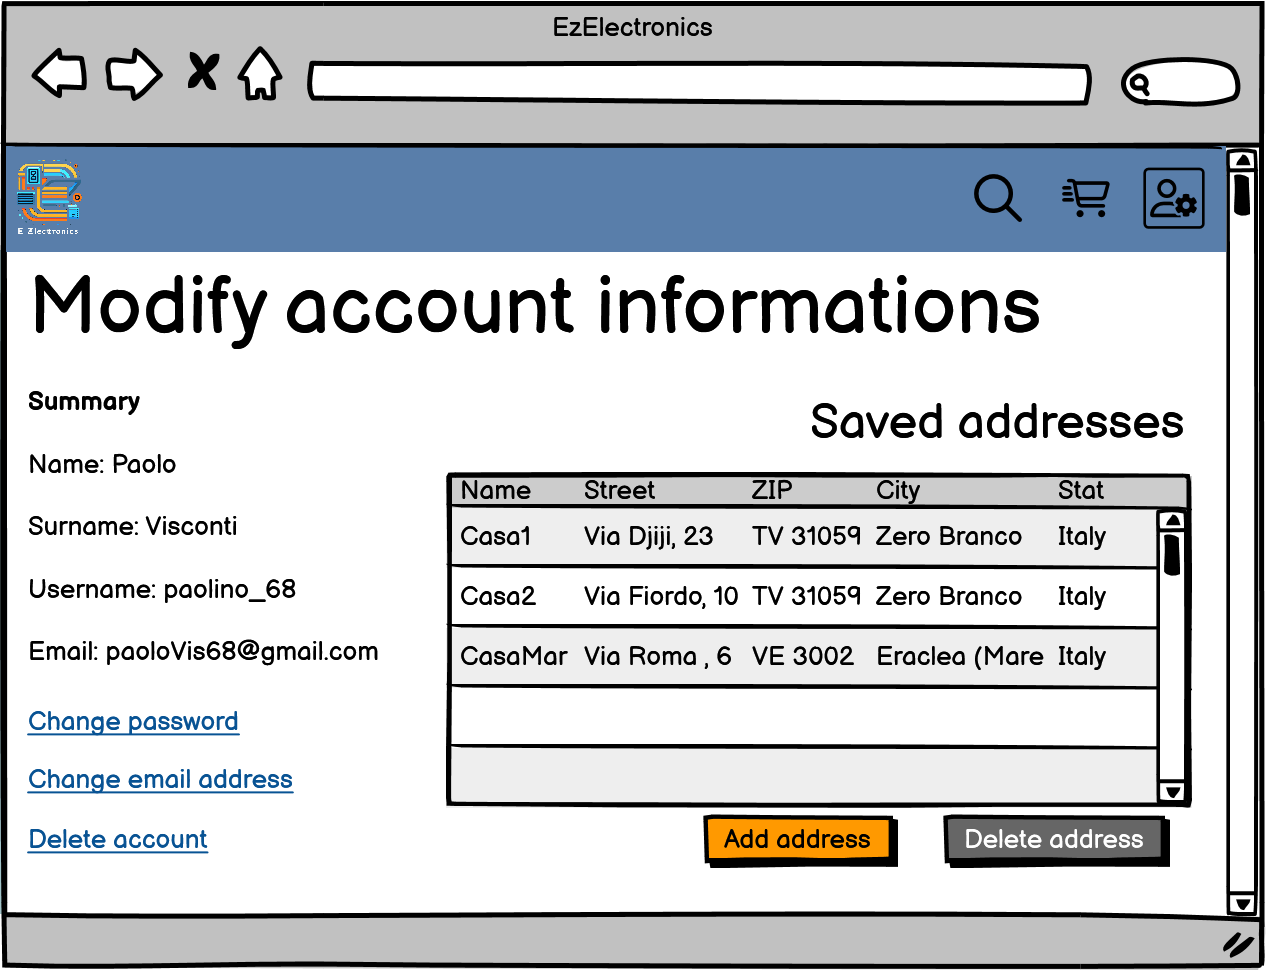 EzElectronics
E Electronics
Modify account informations
Summary
Saved addresses
Name: Paolo
Surname: Visconti
Username: paolino_68
Email: paoloVis68@gmail.com
Change password
Change email address
Delete account
Name Street ZIP City Stat
Casa1 Via Djiji, 23 TV 31059 Zero Branco Italy
Casa2 Via Fiordo, 10 TV 31059 Zero Branco Italy
CasaMar Via Roma , 6 VE 3002 Eraclea (Mare Italy
Add address Delete address